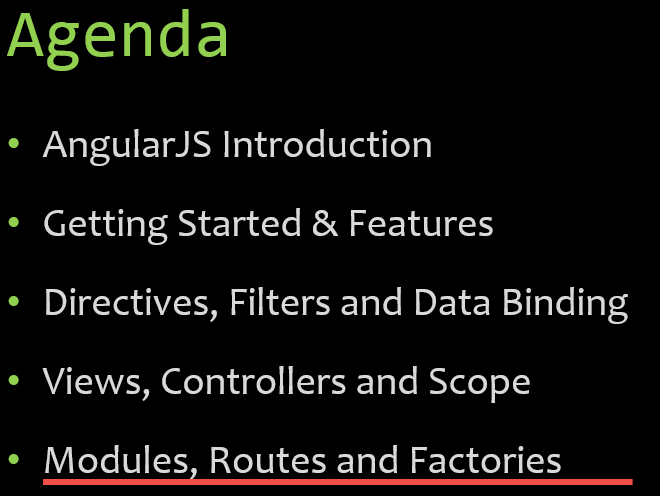 Agenda
• AngularJS Introduction
• Getting Started & Features
• Directives, Filters and Data Binding
• Views, Controllers and Scope
• Modules, Routes and Factories